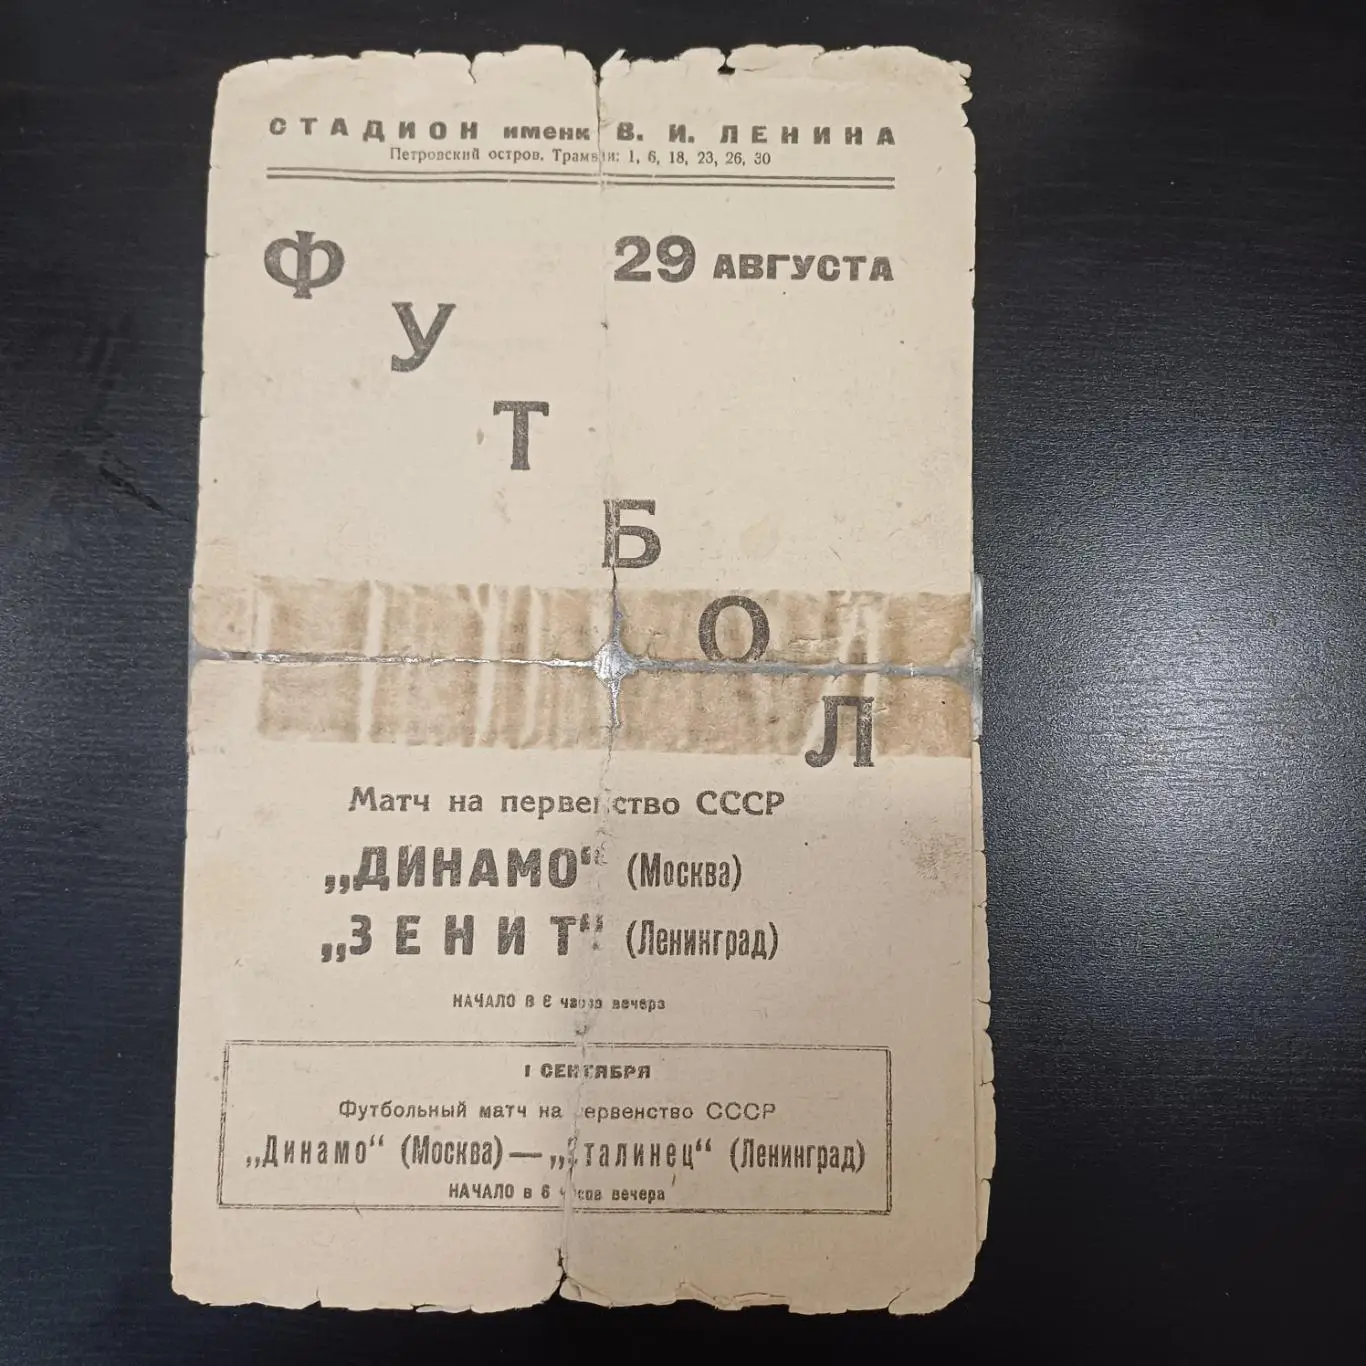 СТАДИОН имени В. И. ЛЕНИНА
Петровский остров. Трамваи: 1, 6, 18, 23, 26, 30
29 АВГУСТА
ФУТБОЛ
Матч на первенство СССР
„ДИНАМО“ (Москва)
„ЗЕНИТ“ (Ленинград)
НАЧАЛО В часов вечера
1 СЕНТЯБРЯ
Футбольный матч на первенство СССР
„Динамо“ (Москва)—„Сталинец“ (Ленинград)
НАЧАЛО в 6 часов вечера